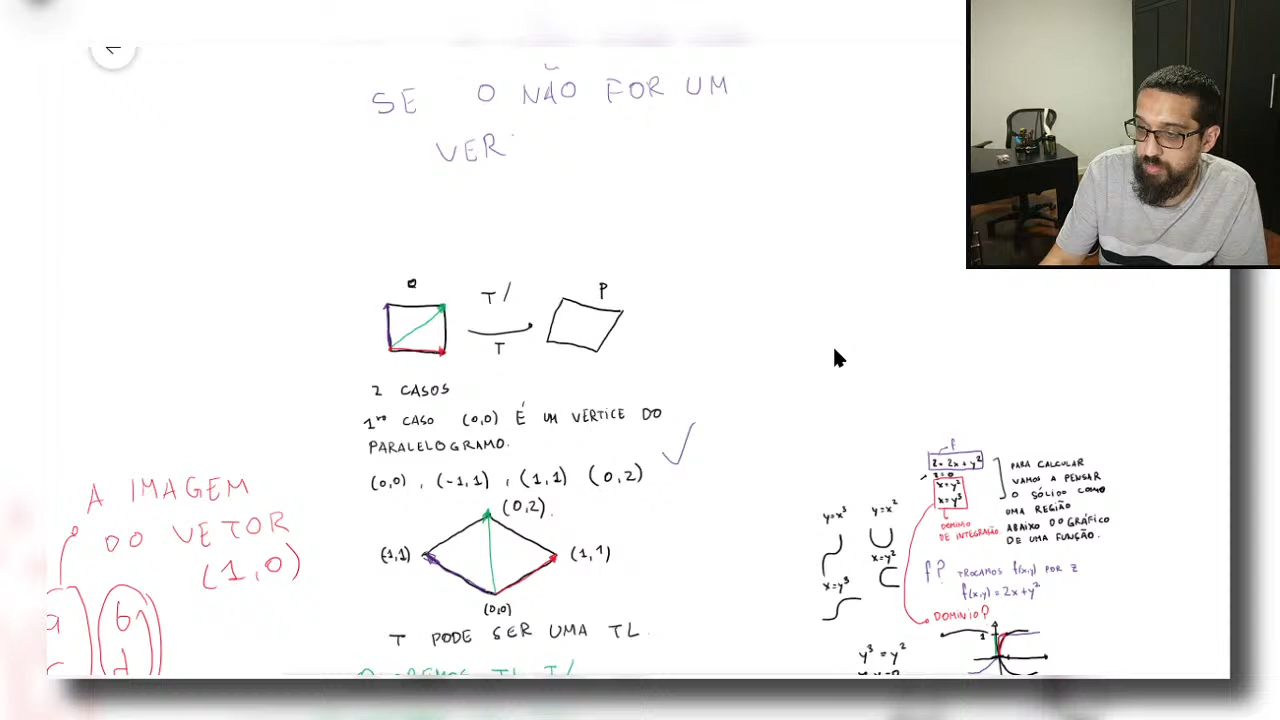 SE O NÃO FOR UM
VER
Q
T/
T
P
2 CASOS
1º CASO (0,0) É UM VÉRTICE DO
PARALELOGRAMO.
(0,0), (-1,1), (1,1) (0,2)
(0,2)
(1,1)
(1,1)
(0,0)
T PODE SER UMA TL
A IMAGEM
DO VETOR
(1,0)
a b
d
f
z=2x+y²
z=0
x=y²
x=y³
DOMÍNIO
DE INTEGRAÇÃO
PARA CALCULAR
VAMOS A PENSAR
O SÓLIDO COMO
UMA REGIÃO
ABAIXO DO GRÁFICO
DE UMA FUNÇÃO.
y=x³
y=x²
x=y²
x=y³
f? TROCAMOS f(x,y) POR Z
f(x,y)=2x+y²
DOMÍNIO?
1
y³=y²